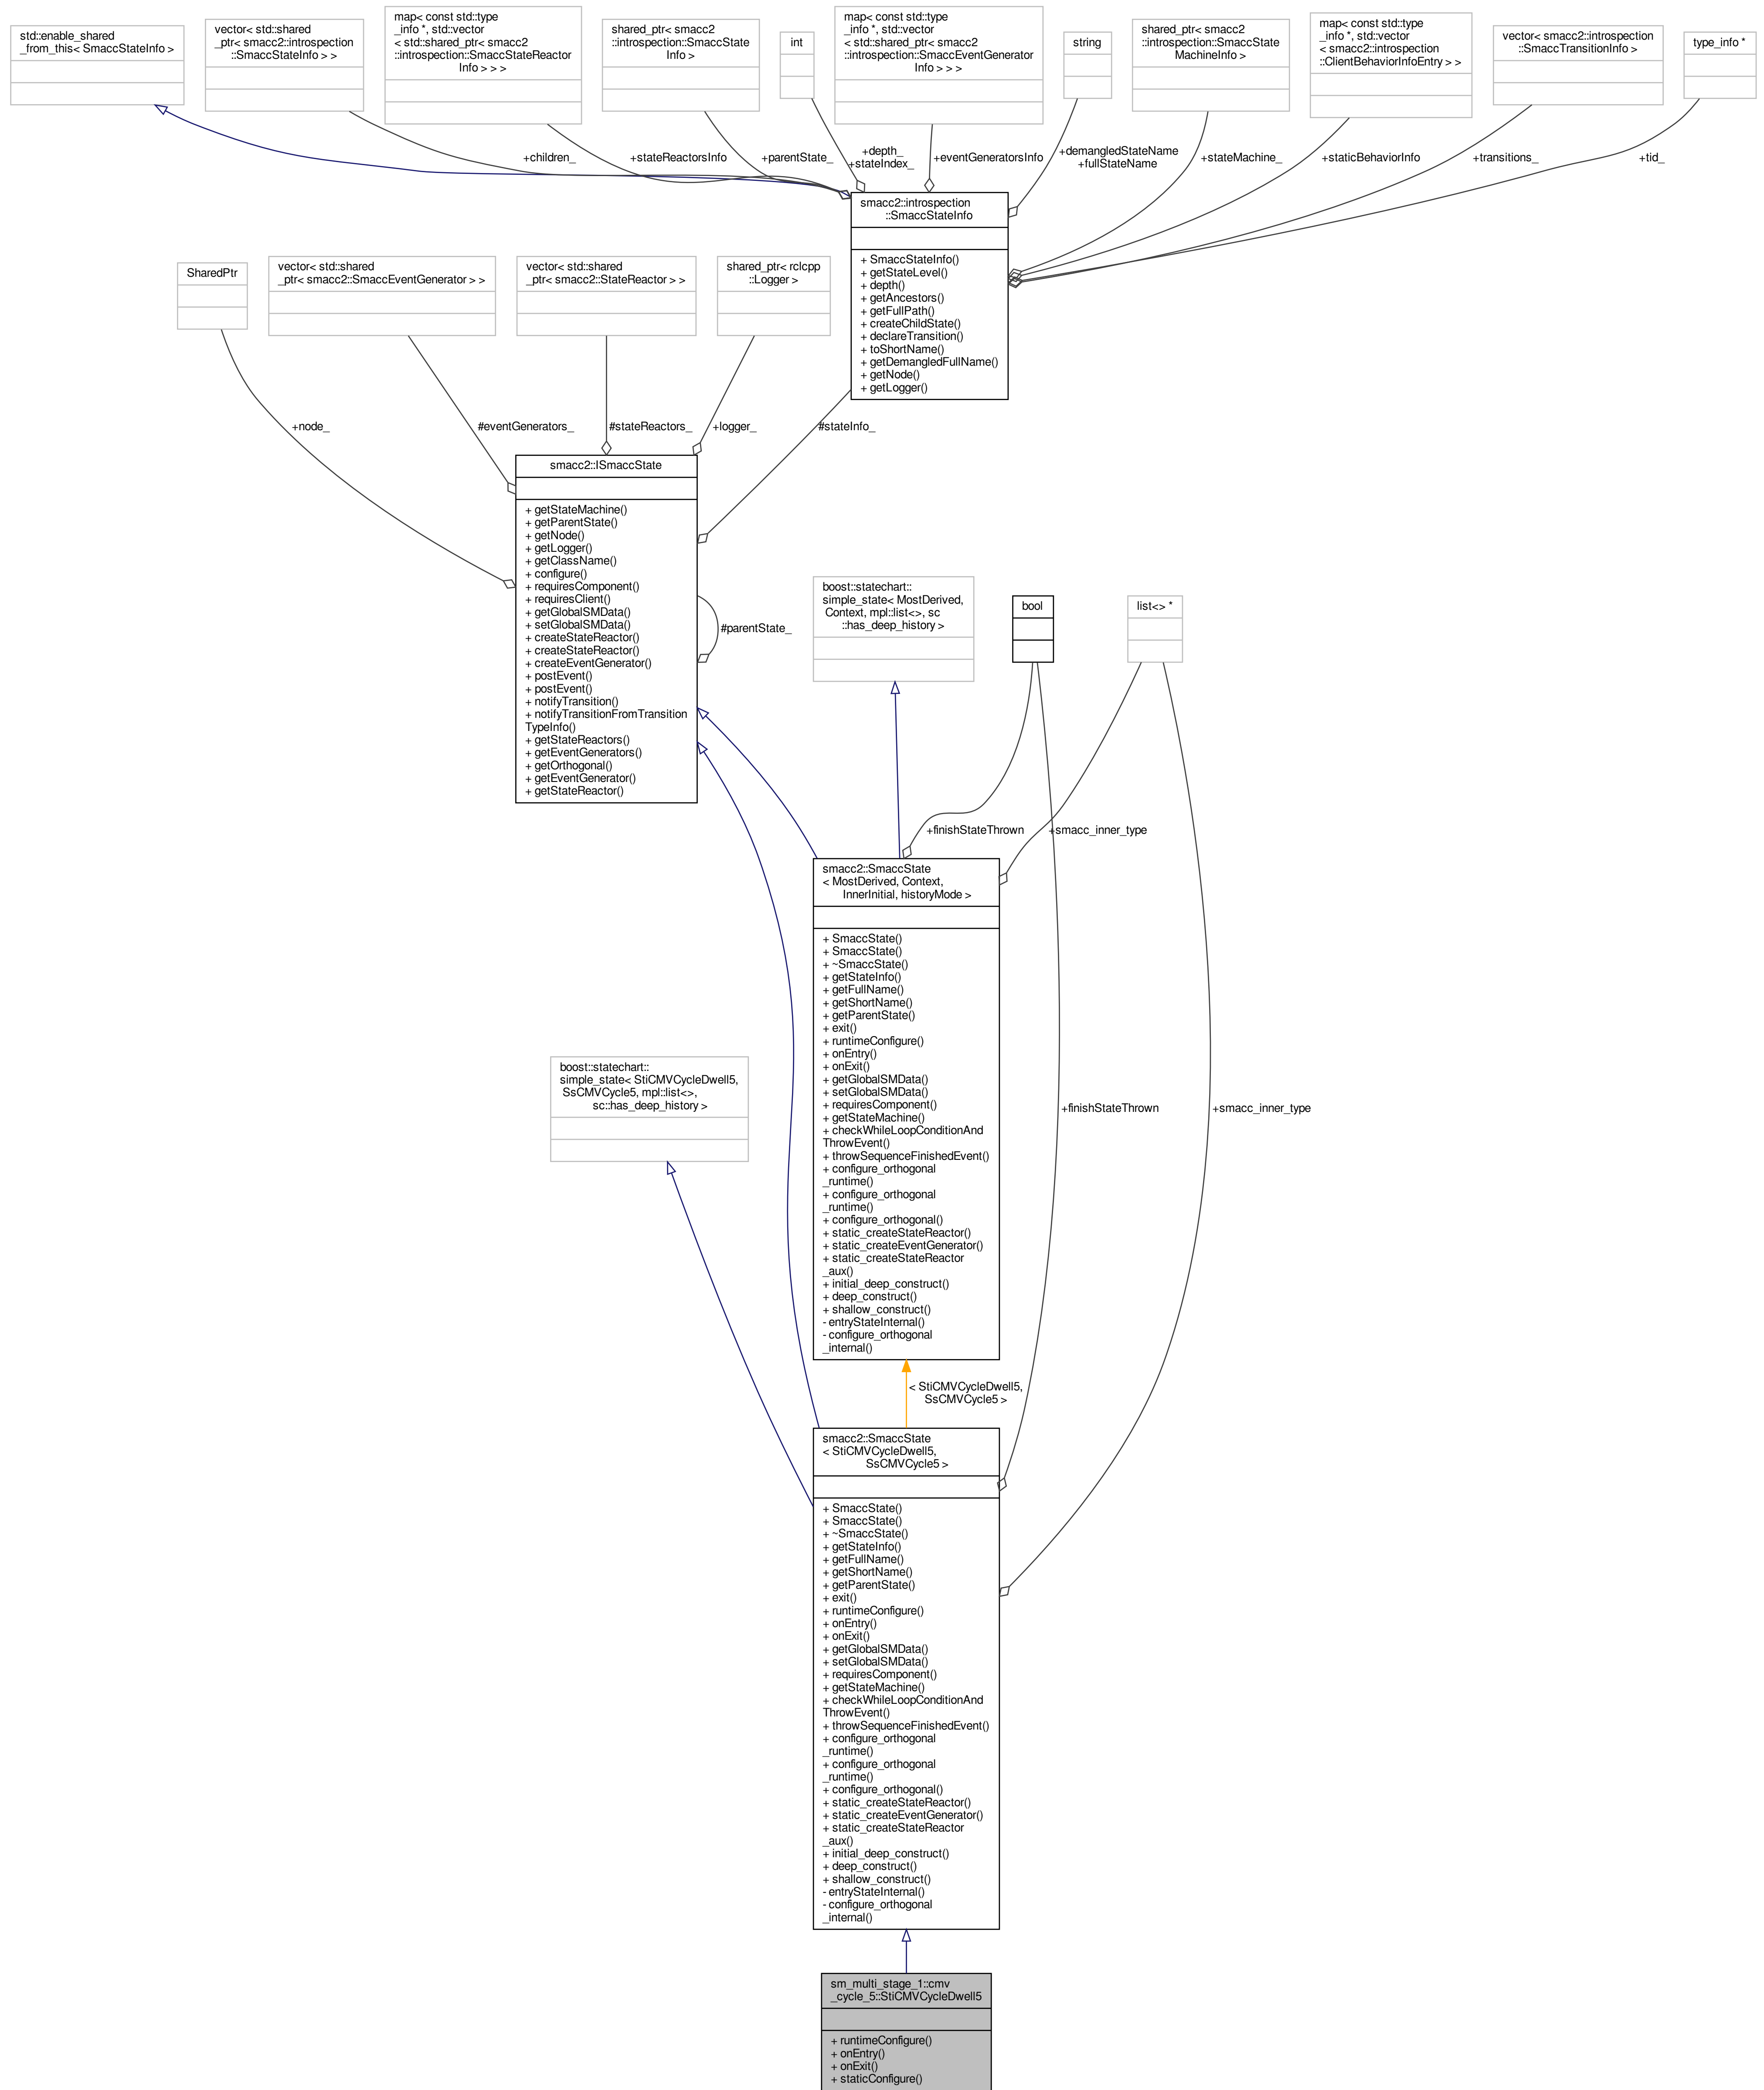 std::enable_shared
_from_this< SmaccStateInfo >
vector< std::shared
_ptr< smacc2::introspection
::SmaccStateInfo > >
map< const std::type
_info *, std::vector
< std::shared_ptr< smacc2
::introspection::SmaccStateReactor
Info > > >
shared_ptr< smacc2
::introspection::SmaccState
Info >
int
map< const std::type
_info *, std::vector
< std::shared_ptr< smacc2
::introspection::SmaccEventGenerator
Info > > >
string
shared_ptr< smacc2
::introspection::SmaccState
MachineInfo >
map< const std::type
_info *, std::vector
< smacc2::introspection
::ClientBehaviorInfoEntry > >
vector< smacc2::introspection
::SmaccTransitionInfo >
type_info *
+children_
+stateReactorsInfo
+parentState_
+depth_
+stateIndex_
+eventGeneratorsInfo
+demangledStateName
+fullStateName
+stateMachine_
+staticBehaviorInfo
+transitions_
+tid_
smacc2::introspection
::SmaccStateInfo
+ SmaccStateInfo()
+ getStateLevel()
+ depth()
+ getAncestors()
+ getFullPath()
+ createChildState()
+ declareTransition()
+ toShortName()
+ getDemangledFullName()
+ getNode()
+ getLogger()
SharedPtr
vector< std::shared
_ptr< smacc2::SmaccEventGenerator > >
vector< std::shared
_ptr< smacc2::StateReactor > >
shared_ptr< rclcpp
::Logger >
+node_
#eventGenerators_
#stateReactors_
+logger_
#stateInfo_
smacc2::ISmaccState
+ getStateMachine()
+ getParentState()
+ getNode()
+ getLogger()
+ getClassName()
+ configure()
+ requiresComponent()
+ requiresClient()
+ getGlobalSMData()
+ setGlobalSMData()
+ createStateReactor()
+ createStateReactor()
+ createEventGenerator()
+ postEvent()
+ postEvent()
+ notifyTransition()
+ notifyTransitionFromTransition
TypeInfo()
+ getStateReactors()
+ getEventGenerators()
+ getOrthogonal()
+ getEventGenerator()
+ getStateReactor()
#parentState_
boost::statechart::
simple_state< MostDerived,
Context, mpl::list<>, sc
::has_deep_history >
bool
list<> *
+finishStateThrown
+smacc_inner_type
smacc2::SmaccState
< MostDerived, Context,
InnerInitial, historyMode >
+ SmaccState()
+ SmaccState()
+ ~SmaccState()
+ getStateInfo()
+ getFullName()
+ getShortName()
+ getParentState()
+ exit()
+ runtimeConfigure()
+ onEntry()
+ onExit()
+ getGlobalSMData()
+ setGlobalSMData()
+ requiresComponent()
+ getStateMachine()
+ checkWhileLoopConditionAnd
ThrowEvent()
+ throwSequenceFinishedEvent()
+ configure_orthogonal
_runtime()
+ configure_orthogonal
_runtime()
+ configure_orthogonal()
+ static_createStateReactor()
+ static_createEventGenerator()
+ static_createStateReactor
_aux()
+ initial_deep_construct()
+ deep_construct()
+ shallow_construct()
- entryStateInternal()
- configure_orthogonal
_internal()
boost::statechart::
simple_state< StiCMVCycleDwell5,
SsCMVCycle5, mpl::list<>,
sc::has_deep_history >
+finishStateThrown
+smacc_inner_type
< StiCMVCycleDwell5,
SsCMVCycle5 >
smacc2::SmaccState
< StiCMVCycleDwell5,
SsCMVCycle5 >
+ SmaccState()
+ SmaccState()
+ ~SmaccState()
+ getStateInfo()
+ getFullName()
+ getShortName()
+ getParentState()
+ exit()
+ runtimeConfigure()
+ onEntry()
+ onExit()
+ getGlobalSMData()
+ setGlobalSMData()
+ requiresComponent()
+ getStateMachine()
+ checkWhileLoopConditionAnd
ThrowEvent()
+ throwSequenceFinishedEvent()
+ configure_orthogonal
_runtime()
+ configure_orthogonal
_runtime()
+ configure_orthogonal()
+ static_createStateReactor()
+ static_createEventGenerator()
+ static_createStateReactor
_aux()
+ initial_deep_construct()
+ deep_construct()
+ shallow_construct()
- entryStateInternal()
- configure_orthogonal
_internal()
sm_multi_stage_1::cmv
_cycle_5::StiCMVCycleDwell5
+ runtimeConfigure()
+ onEntry()
+ onExit()
+ staticConfigure()